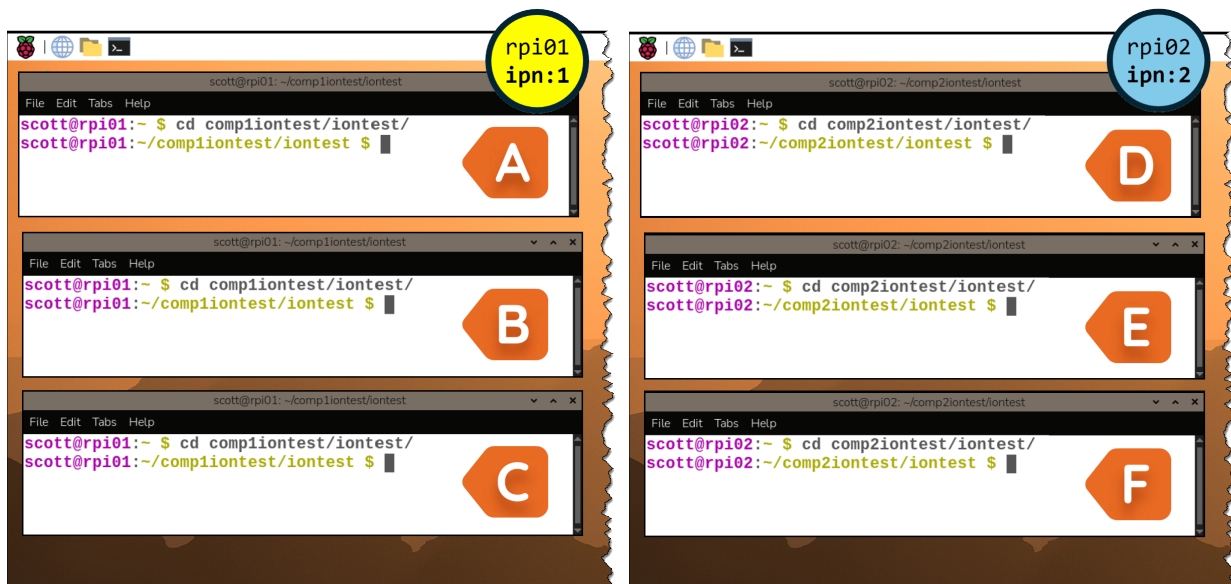 rpi01
ipn:1
scott@rpi01: ~/comp1iontest/iontest
File Edit Tabs Help
scott@rpi01:~ $ cd comp1iontest/iontest/
scott@rpi01:~/comp1iontest/iontest $
A
scott@rpi01: ~/comp1iontest/iontest
File Edit Tabs Help
scott@rpi01:~ $ cd comp1iontest/iontest/
scott@rpi01:~/comp1iontest/iontest $
B
scott@rpi01: ~/comp1iontest/iontest
File Edit Tabs Help
scott@rpi01:~ $ cd comp1iontest/iontest/
scott@rpi01:~/comp1iontest/iontest $
C
rpi02
ipn:2
scott@rpi02: ~/comp2iontest/iontest
File Edit Tabs Help
scott@rpi02:~ $ cd comp2iontest/iontest/
scott@rpi02:~/comp2iontest/iontest $
D
scott@rpi02: ~/comp2iontest/iontest
File Edit Tabs Help
scott@rpi02:~ $ cd comp2iontest/iontest/
scott@rpi02:~/comp2iontest/iontest $
E
scott@rpi02: ~/comp2iontest/iontest
File Edit Tabs Help
scott@rpi02:~ $ cd comp2iontest/iontest/
scott@rpi02:~/comp2iontest/iontest $
F